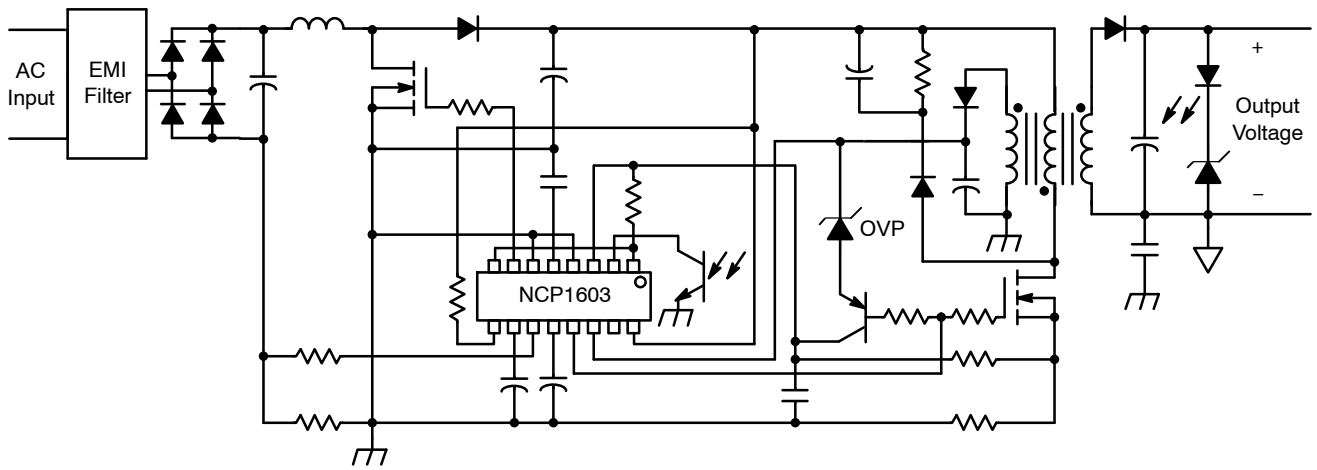 AC
Input
EMI
Filter
NCP1603
OVP
+
Output
Voltage
−